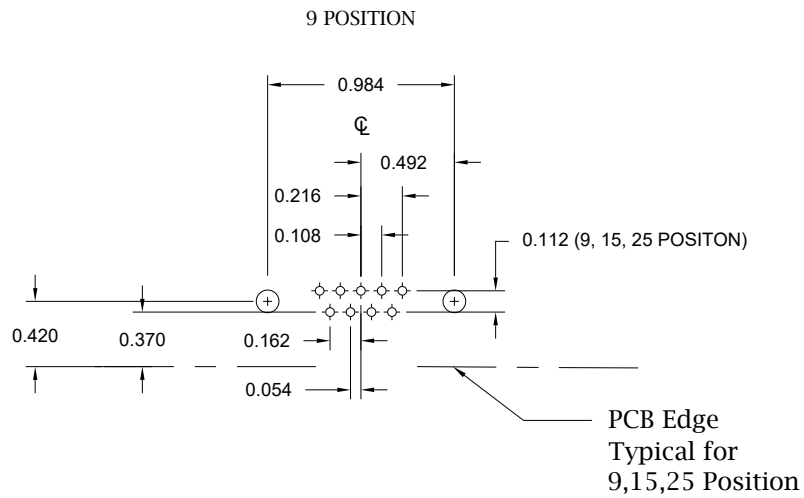 9 POSITION
0.984
℄
0.492
0.216
0.108
0.112 (9, 15, 25 POSITON)
0.420
0.370
0.162
0.054
PCB Edge
Typical for
9,15,25 Position